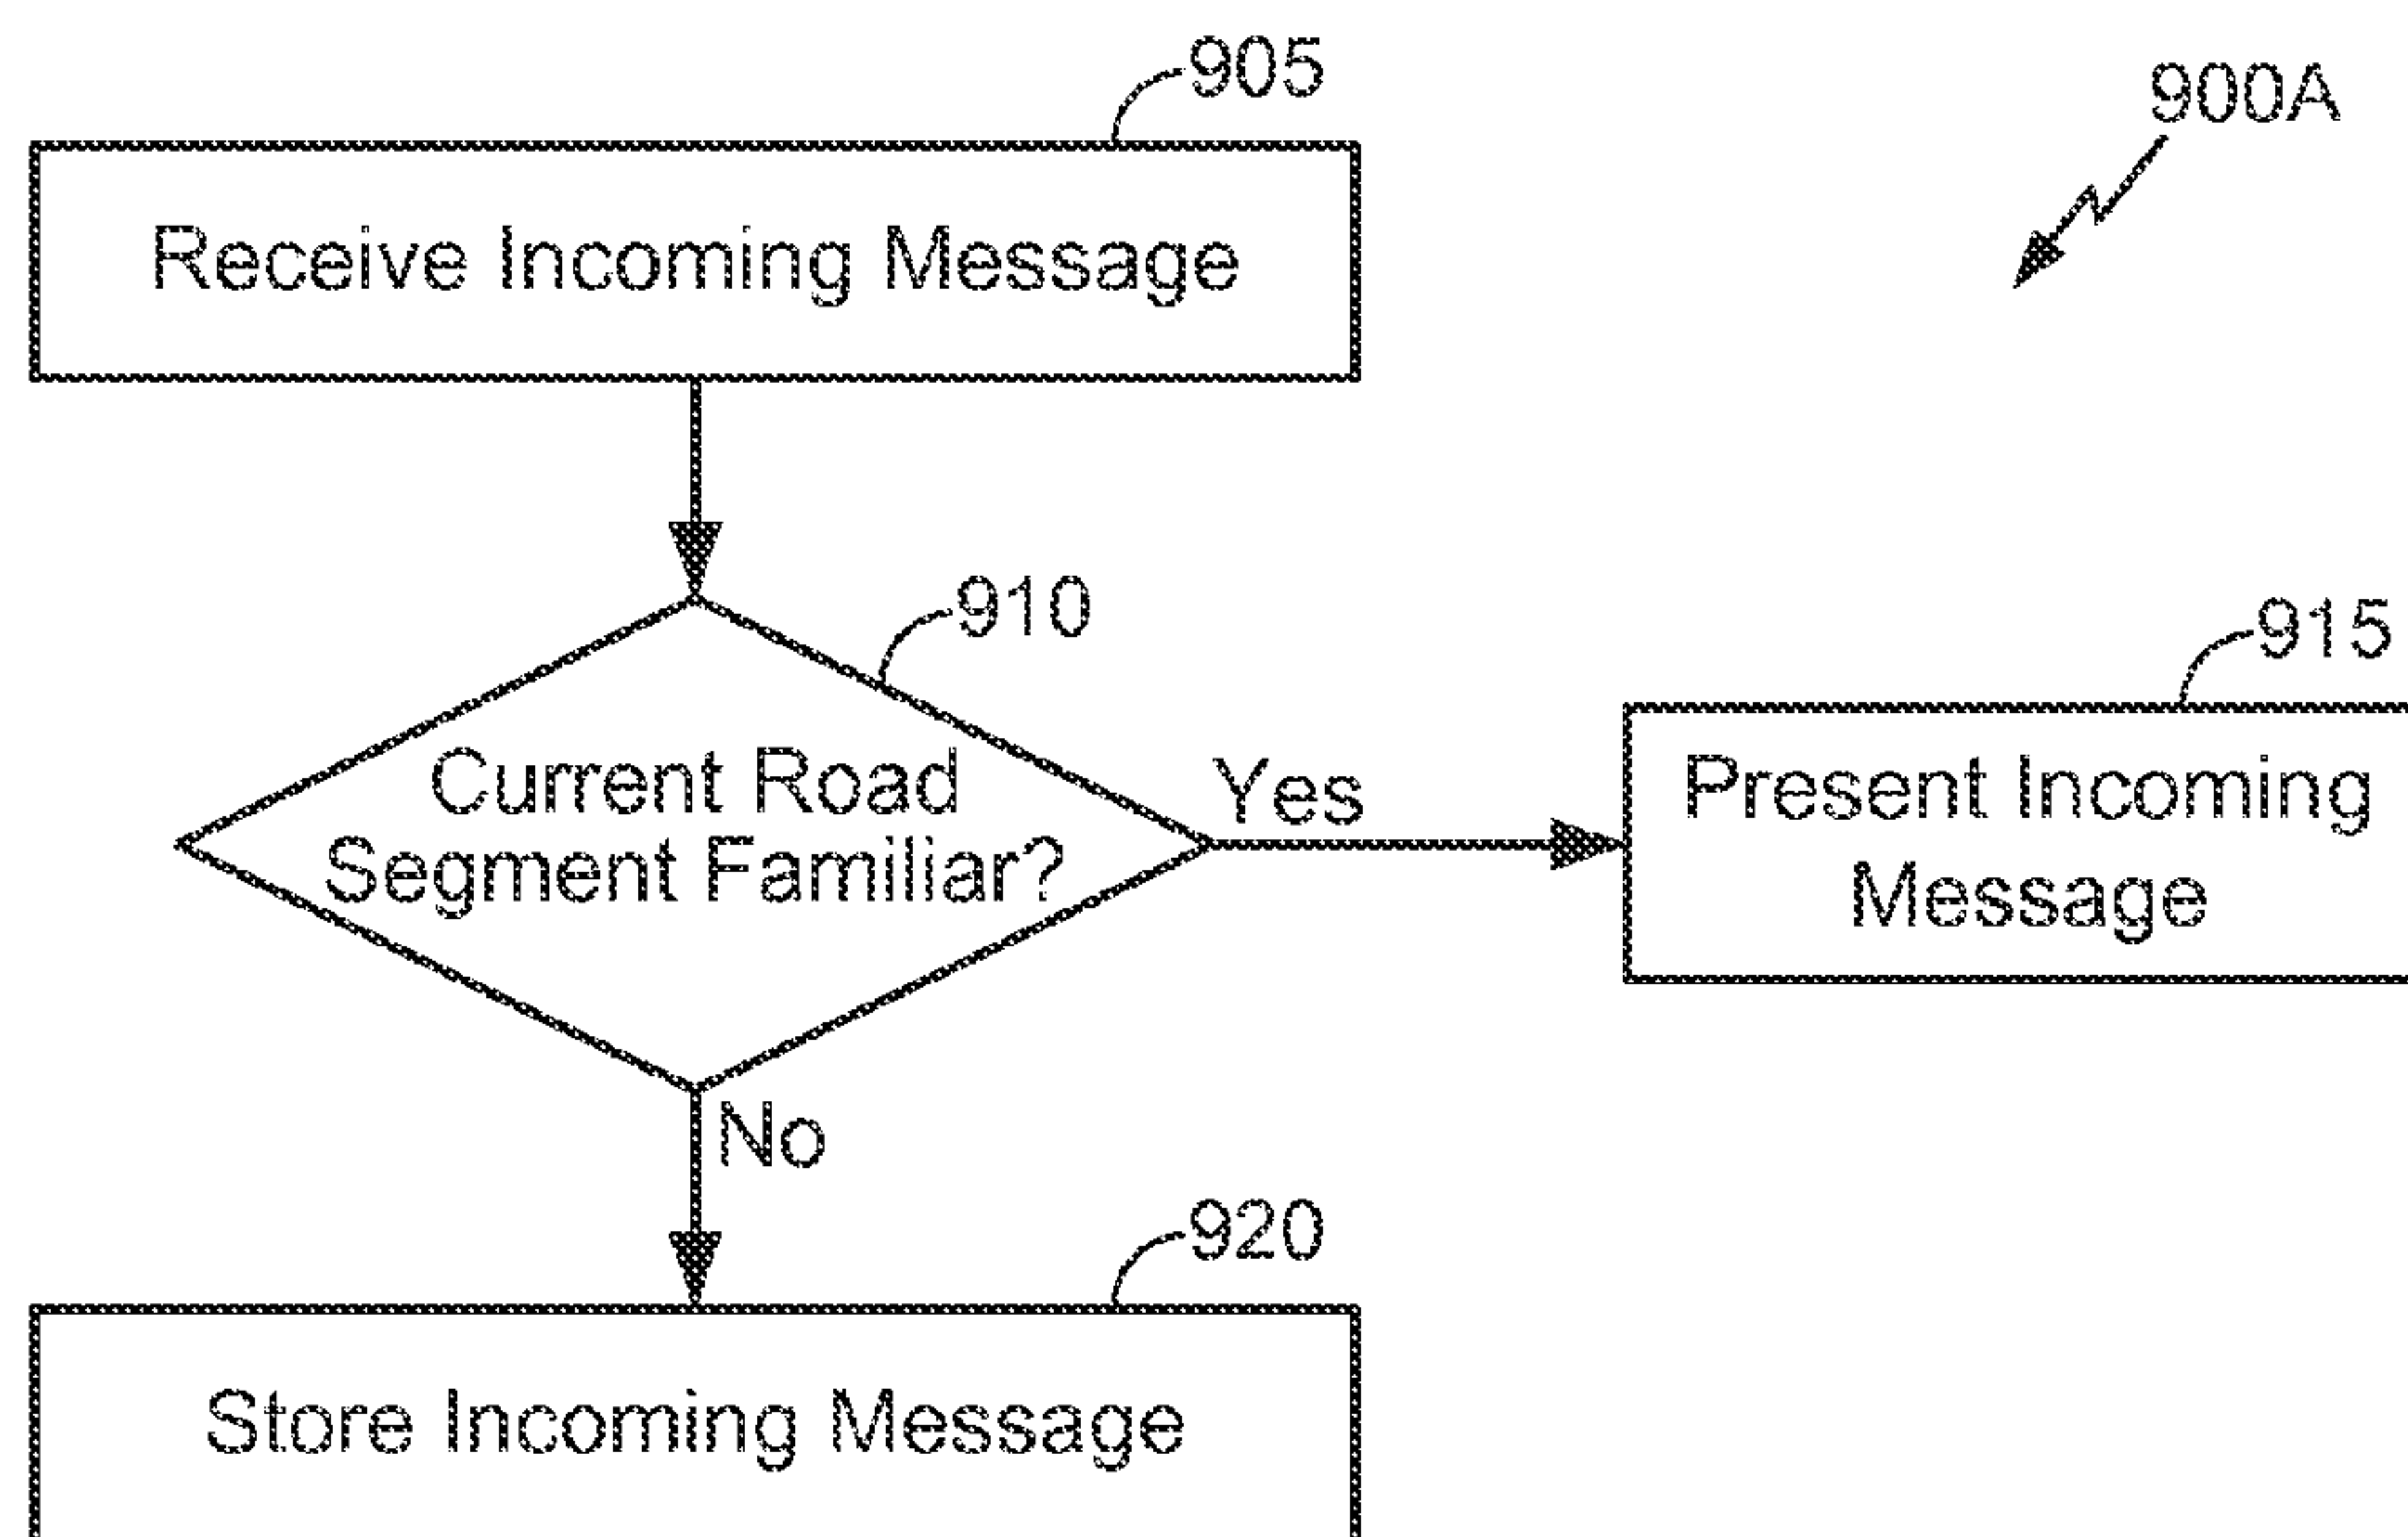 905
900A
Receive Incoming Message
910
915
Current Road
Segment Familiar?
Yes
Present Incoming
Message
No
920
Store Incoming Message